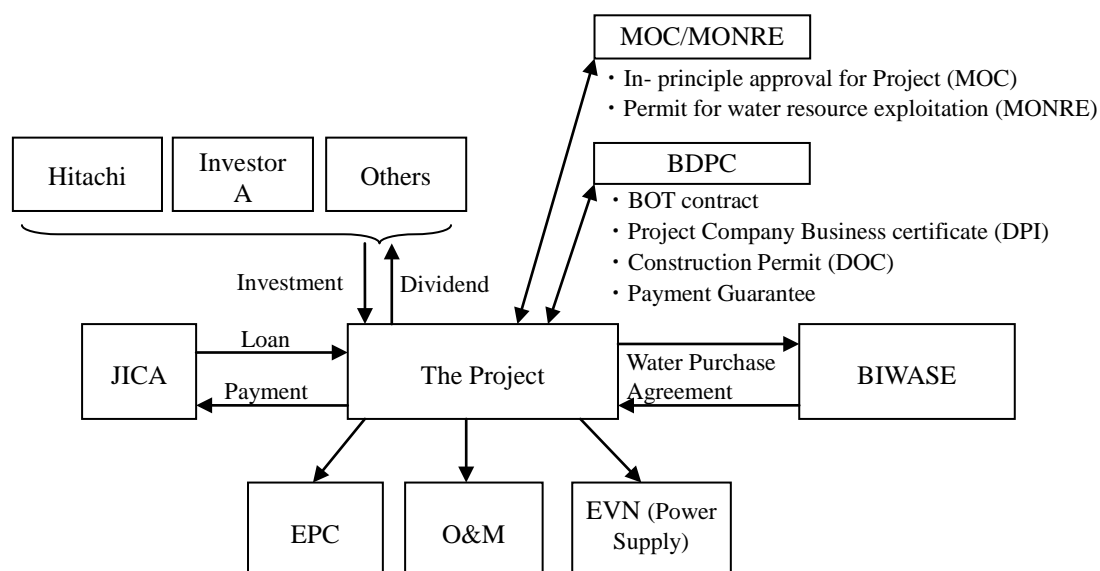 MOC/MONRE
・In- principle approval for Project (MOC)
・Permit for water resource exploitation (MONRE)
Hitachi
Investor
A
Others
BDPC
・BOT contract
・Project Company Business certificate (DPI)
・Construction Permit (DOC)
・Payment Guarantee
Investment
Dividend
JICA
Loan
Payment
The Project
Water Purchase
Agreement
BIWASE
EPC
O&M
EVN (Power
Supply)